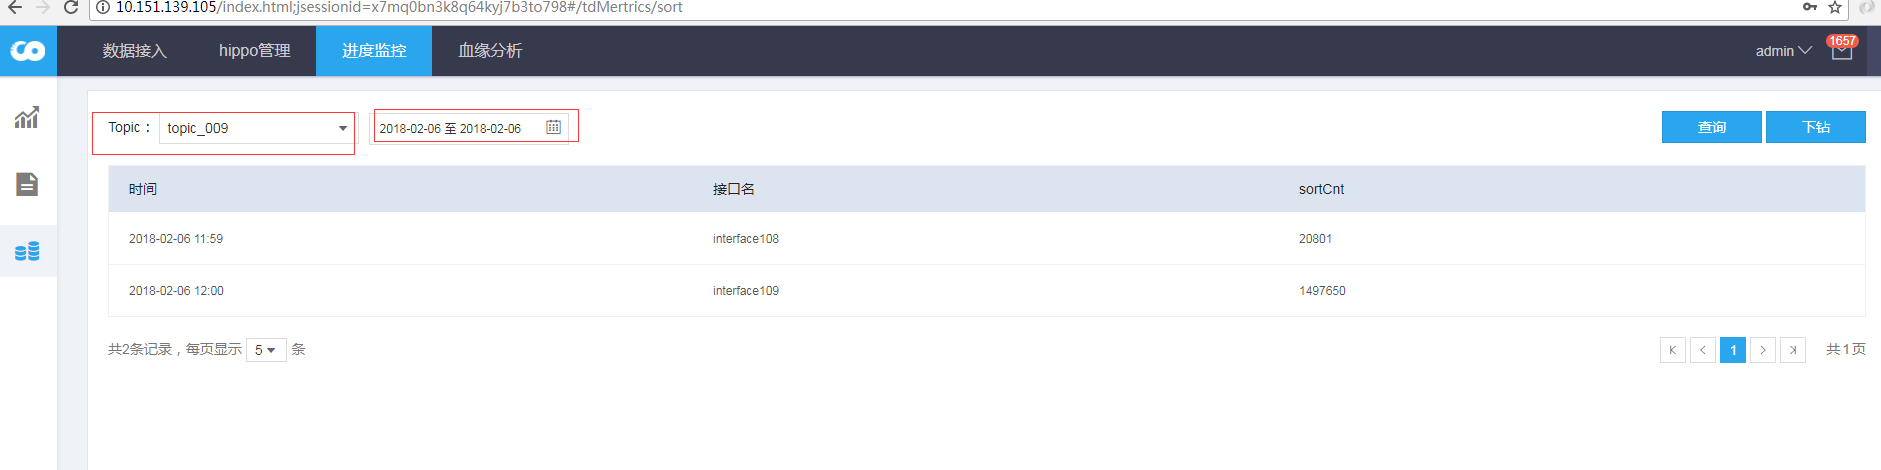 10.151.139.105/index.html;jsessionid=x7mq0bn3k8q64kyj7b3to798#/tdMertrics/sort
数据接入 hippo管理 进度监控 血缘分析 admin 1657
Topic： topic_009 2018-02-06 至 2018-02-06 查询 下钻
时间 接口名 sortCnt
2018-02-06 11:59 interface108 20801
2018-02-06 12:00 interface109 1497650
共2条记录，每页显示 5 条 1 共1页